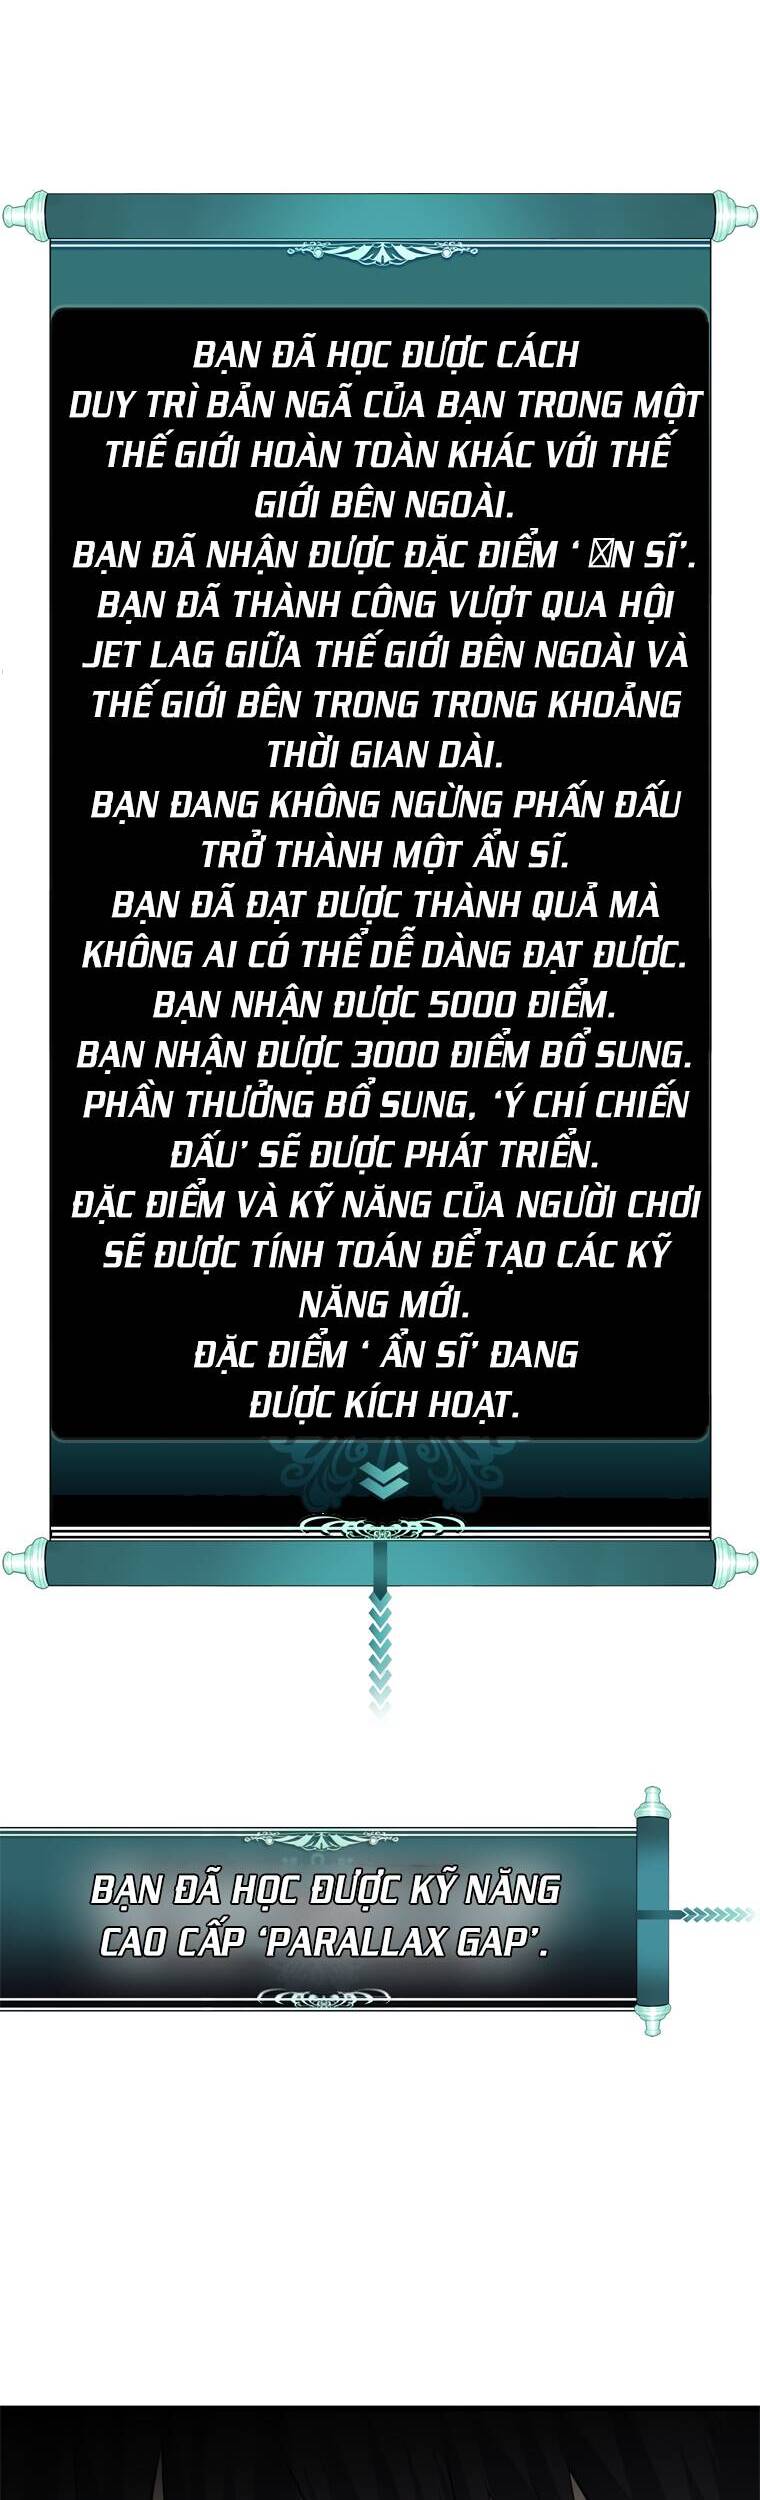 BẠN ĐÃ HỌC ĐƯỢC CÁCH
DUY TRÌ BẢN NGÃ CỦA BẠN TRONG MỘT
THẾ GIỚI HOÀN TOÀN KHÁC VỚI THẾ
GIỚI BÊN NGOÀI.
BẠN ĐÃ NHẬN ĐƯỢC ĐẶC ĐIỂM ‘ ☒N SĨ’.
BẠN ĐÃ THÀNH CÔNG VƯỢT QUA HỘI
JET LAG GIỮA THẾ GIỚI BÊN NGOÀI VÀ
THẾ GIỚI BÊN TRONG TRONG KHOẢNG
THỜI GIAN DÀI.
BẠN ĐANG KHÔNG NGỪNG PHẤN ĐẤU
TRỞ THÀNH MỘT ẨN SĨ.
BẠN ĐÃ ĐẠT ĐƯỢC THÀNH QUẢ MÀ
KHÔNG AI CÓ THỂ DỄ DÀNG ĐẠT ĐƯỢC.
BẠN NHẬN ĐƯỢC 5000 ĐIỂM.
BẠN NHẬN ĐƯỢC 3000 ĐIỂM BỔ SUNG.
PHẦN THƯỞNG BỔ SUNG, ‘Ý CHÍ CHIẾN
ĐẤU’ SẼ ĐƯỢC PHÁT TRIỂN.
ĐẶC ĐIỂM VÀ KỸ NĂNG CỦA NGƯỜI CHƠI
SẼ ĐƯỢC TÍNH TOÁN ĐỂ TẠO CÁC KỸ
NĂNG MỚI.
ĐẶC ĐIỂM ‘ ẨN SĨ’ ĐANG
ĐƯỢC KÍCH HOẠT.
BẠN ĐÃ HỌC ĐƯỢC KỸ NĂNG
CAO CẤP ‘PARALLAX GAP’.